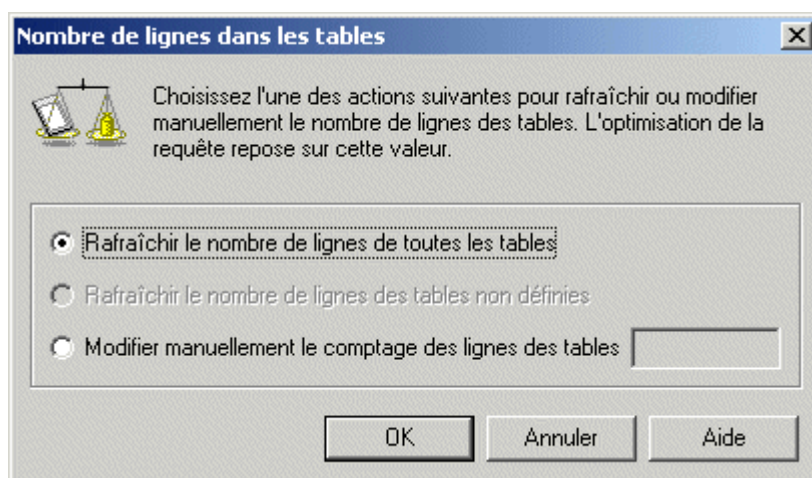 Nombre de lignes dans les tables
Choisissez l'une des actions suivantes pour rafraîchir ou modifier
manuellement le nombre de lignes des tables. L'optimisation de la
requête repose sur cette valeur.
Rafraîchir le nombre de lignes de toutes les tables
Rafraîchir le nombre de lignes des tables non définies
Modifier manuellement le comptage des lignes des tables
OK
Annuler
Aide